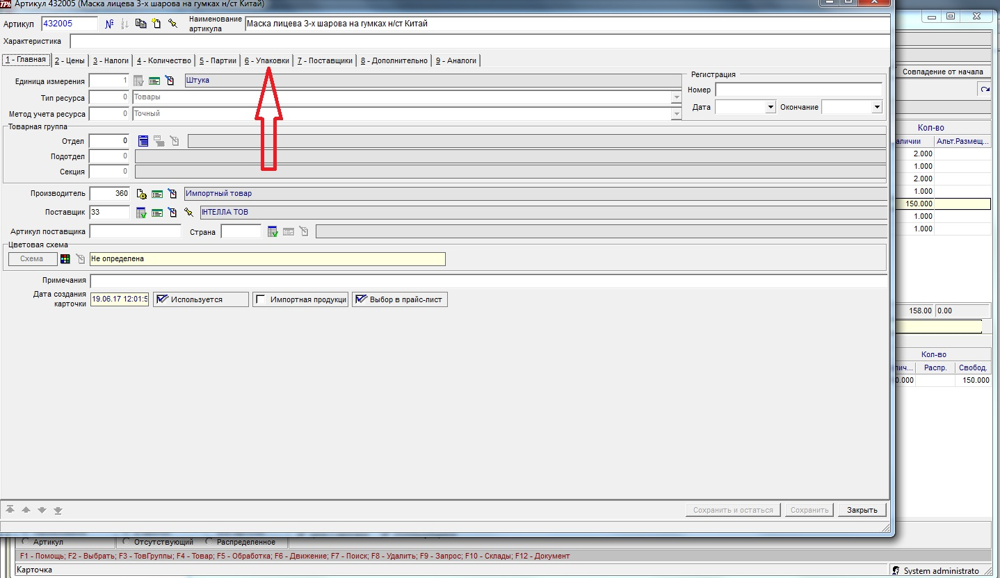 Артикул 432005 (Маска лицева 3-х шарова на гумках н/ст Китай)
Артикул 432005 Наименование артикула Маска лицева 3-х шарова на гумках н/ст Китай
Характеристика
1 - Главная 2 - Цены 3 - Налоги 4 - Количество 5 - Партии 6 - Упаковки 7 - Поставщики 8 - Дополнительно 9 - Аналоги
Единица измерения 1 Штука
Тип ресурса 0 Товары
Метод учета ресурса 0 Точный
Регистрация
Номер
Дата Окончание
Товарная группа
Отдел 0
Подотдел 0
Секция 0
Производитель 360 Импортный товар
Поставщик 33 ІНТЕЛЛА ТОВ
Артикул поставщика Страна
Цветовая схема
Схема Не определена
Примечания
Дата создания карточки 19.06.17 12:01:5 Используется Импортная продукци Выбор в прайс-лист
Сохранить и остаться Сохранить Закрыть
Совпадение от начала
Кол-во
аличии Альт.Размещ...
2.000
1.000
2.000
1.000
150.000
1.000
1.000
158.00 0.00
Кол-во
лич... Распр. Свобод.
0.000 150.000
Артикул Отсутствующий Распределенное
F1 - Помощь; F2 - Выбрать; F3 - ТовГруппы; F4 - Товар; F5 - Обработка; F6 - Движение; F7 - Поиск; F8 - Удалить; F9 - Запрос; F10 - Склады; F12 - Документ
Карточка System administrato